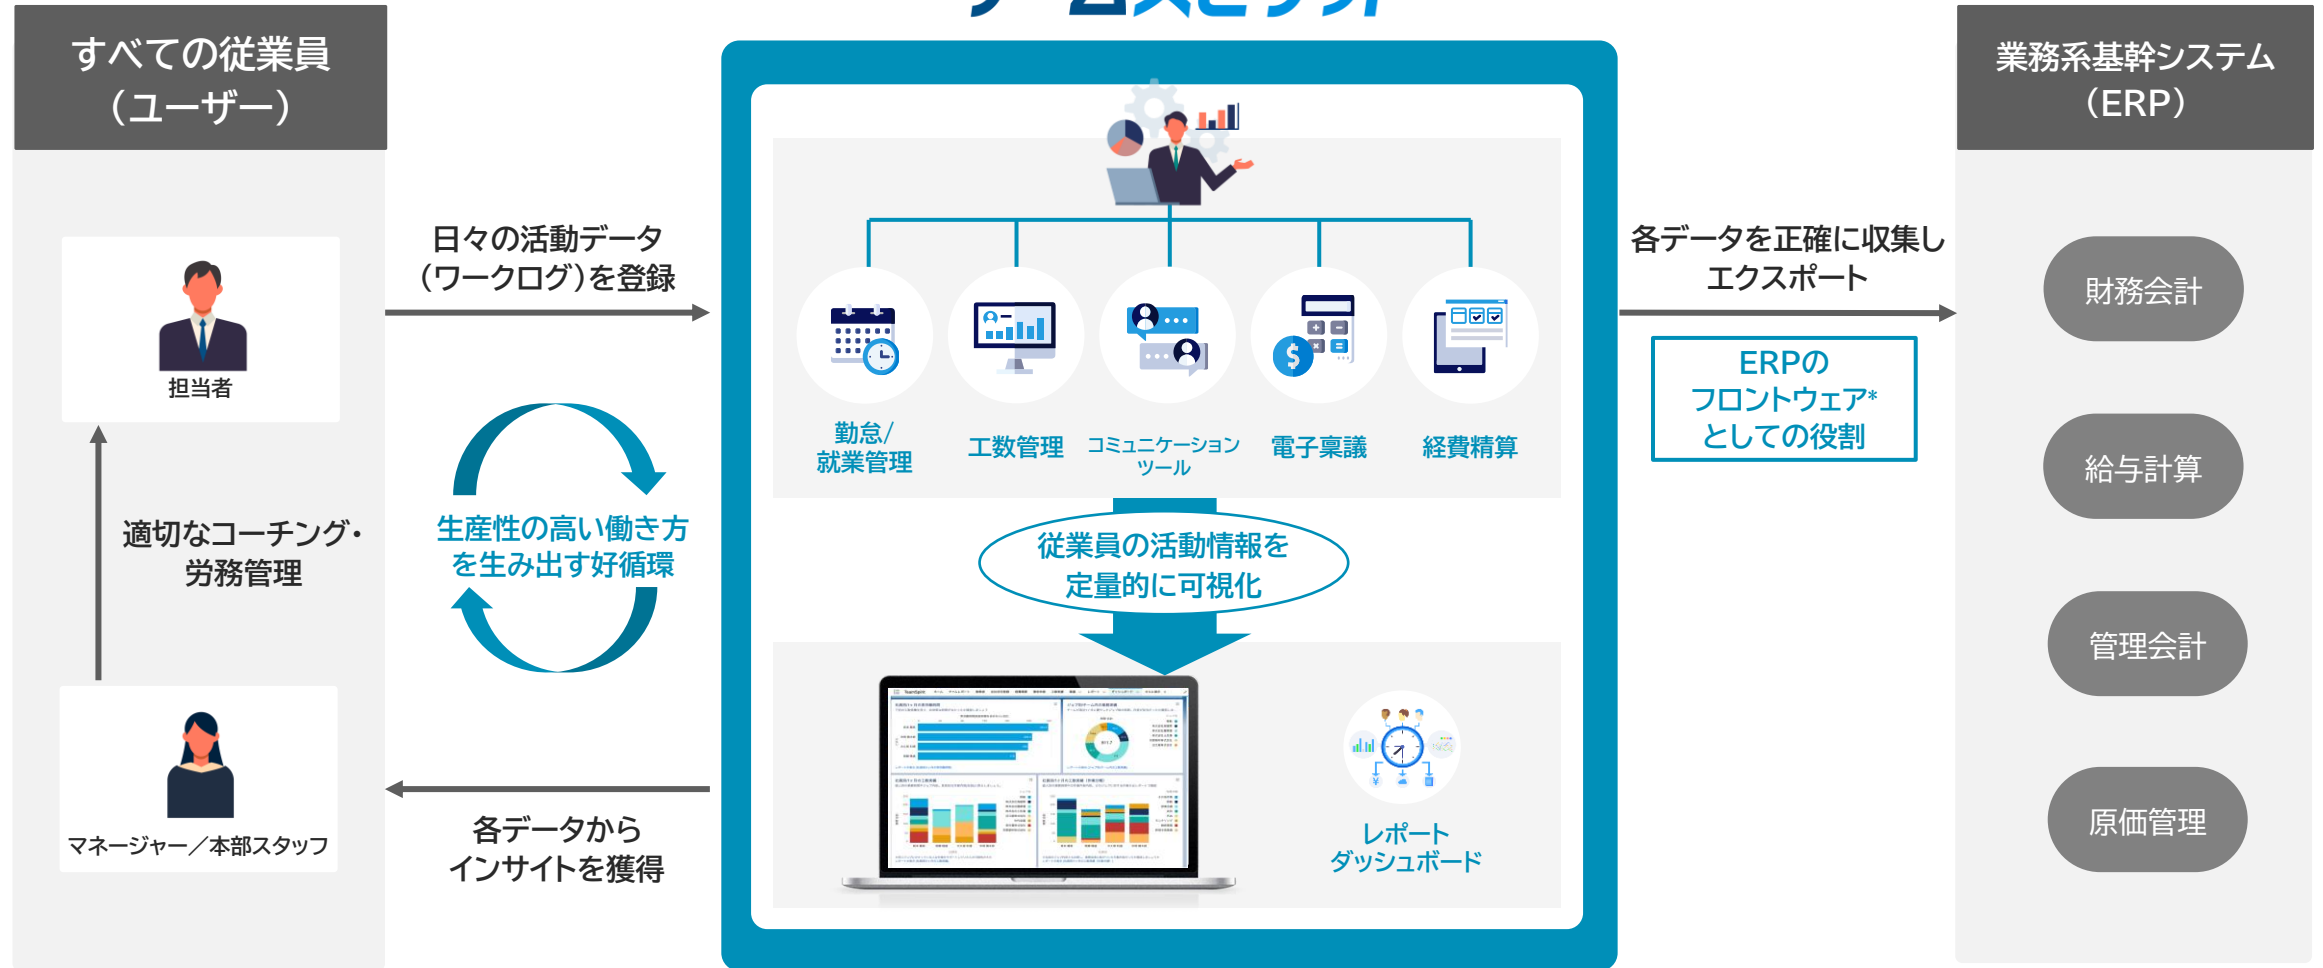 チームスピリット
すべての従業員
（ユーザー）
担当者
適切なコーチング・
労務管理
マネージャー／本部スタッフ
日々の活動データ
（ワークログ）を登録
生産性の高い働き方
を生み出す好循環
各データから
インサイトを獲得
勤怠/
就業管理
工数管理
コミュニケーション
ツール
電子稟議
経費精算
従業員の活動情報を
定量的に可視化
レポート
ダッシュボード
各データを正確に収集し
エクスポート
ERPの
フロントウェア*
としての役割
業務系基幹システム
（ERP）
財務会計
給与計算
管理会計
原価管理